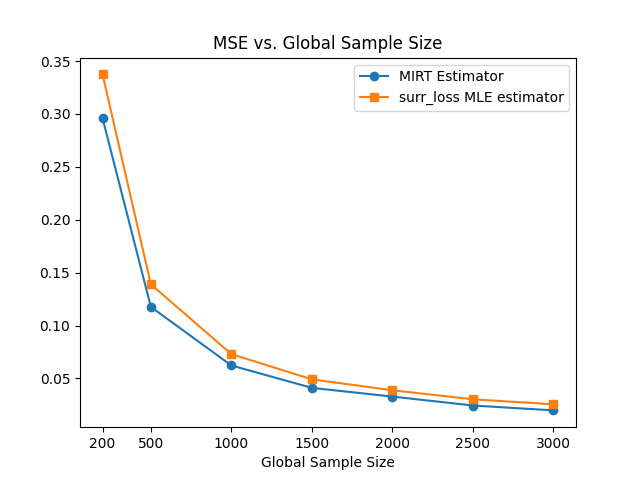 MSE vs. Global Sample Size
MIRT Estimator
surr_loss MLE estimator
0.35
0.30
0.25
0.20
0.15
0.10
0.05
200 500 1000 1500 2000 2500 3000
Global Sample Size